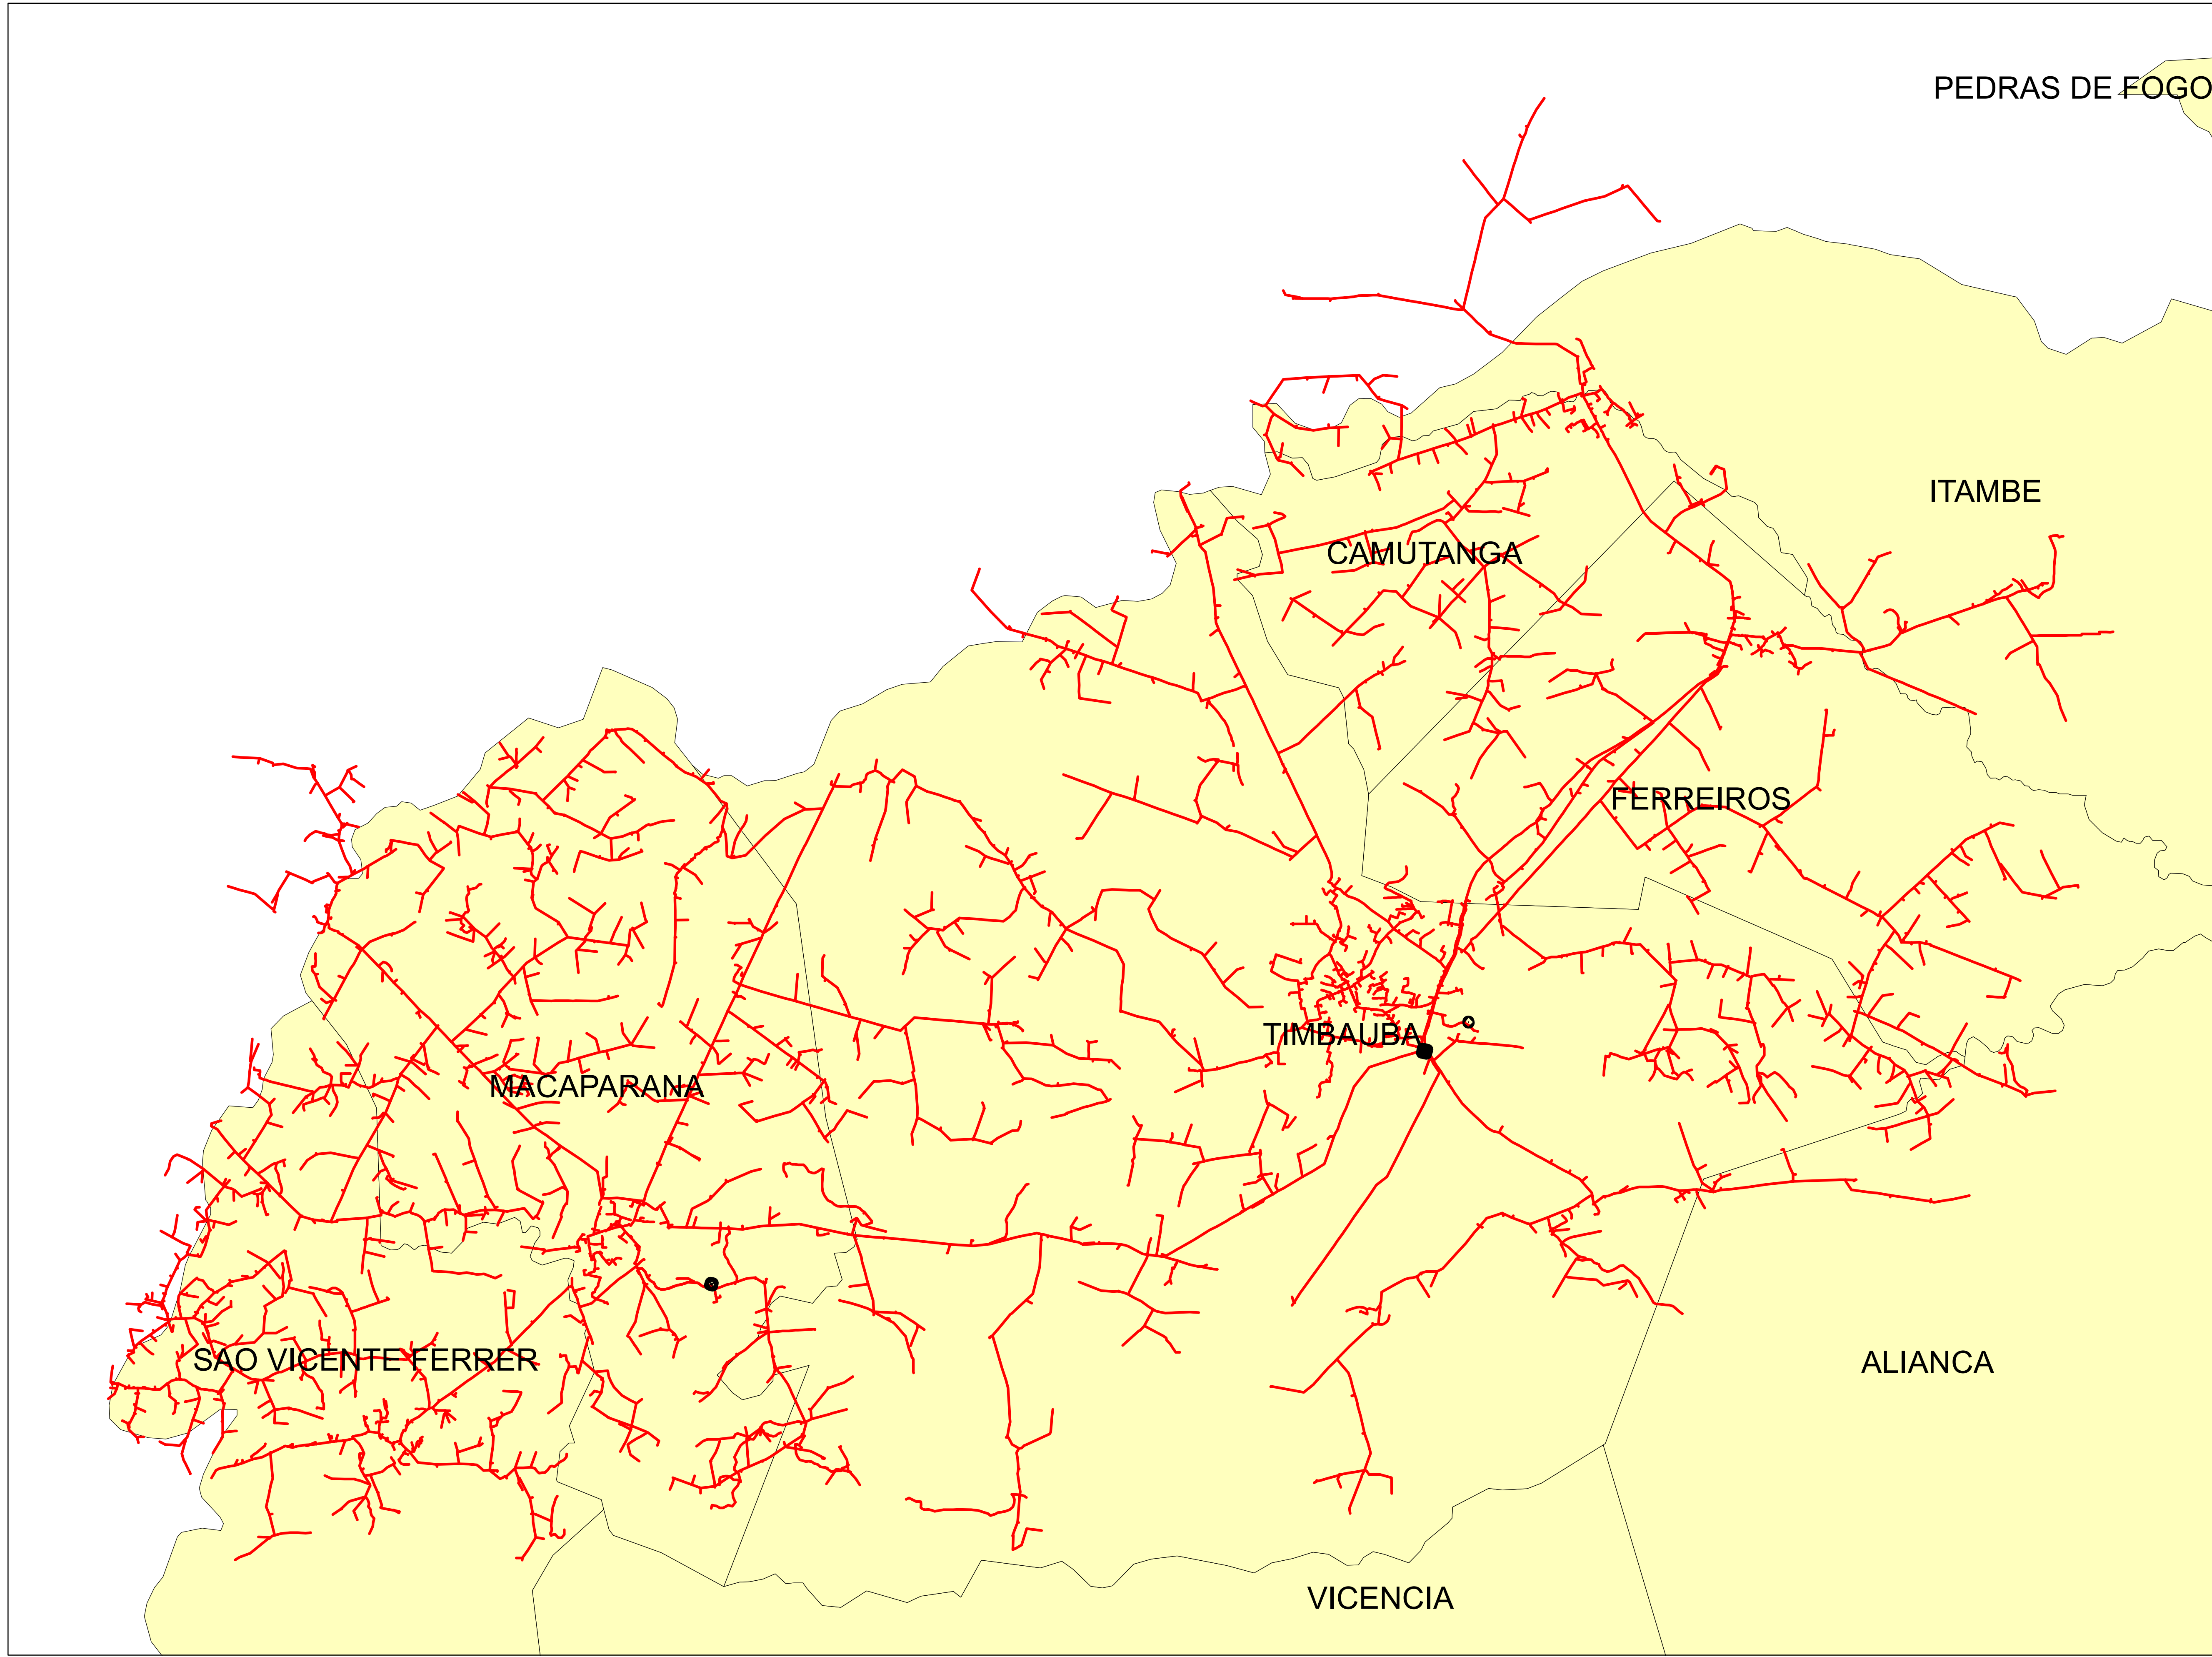 PEDRAS DE FOGO
ITAMBE
CAMUTANGA
FERREIROS
TIMBAUBA
MACAPARANA
SAO VICENTE FERRER
ALIANCA
VICENCIA